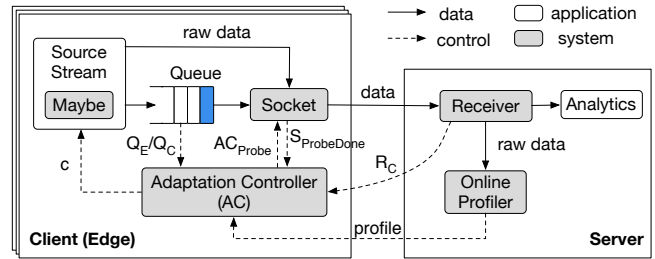 data
application
control
system
raw data
Source
Stream
Maybe
Queue
Socket
data
Receiver
Analytics
Q_E/Q_C
AC_Probe
S_ProbeDone
raw data
c
R_C
Adaptation Controller
(AC)
Online
Profiler
profile
Client (Edge)
Server